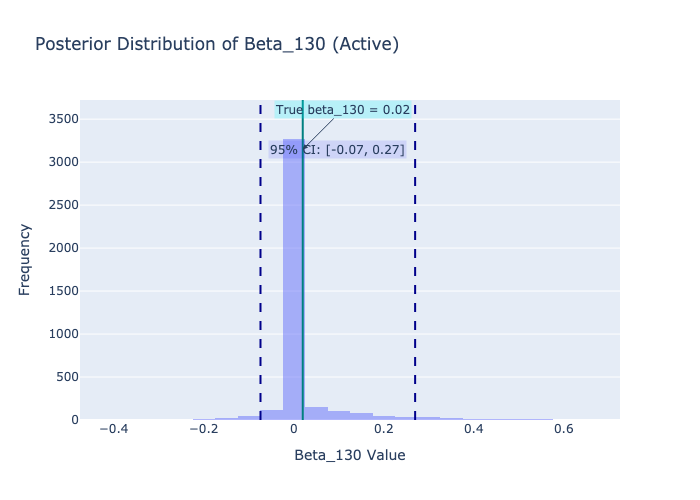 Posterior Distribution of Beta_130 (Active)
True beta_130 = 0.02
95% CI: [-0.07, 0.27]
Frequency
3500
3000
2500
2000
1500
1000
500
0
−0.4
−0.2
0
0.2
0.4
0.6
Beta_130 Value